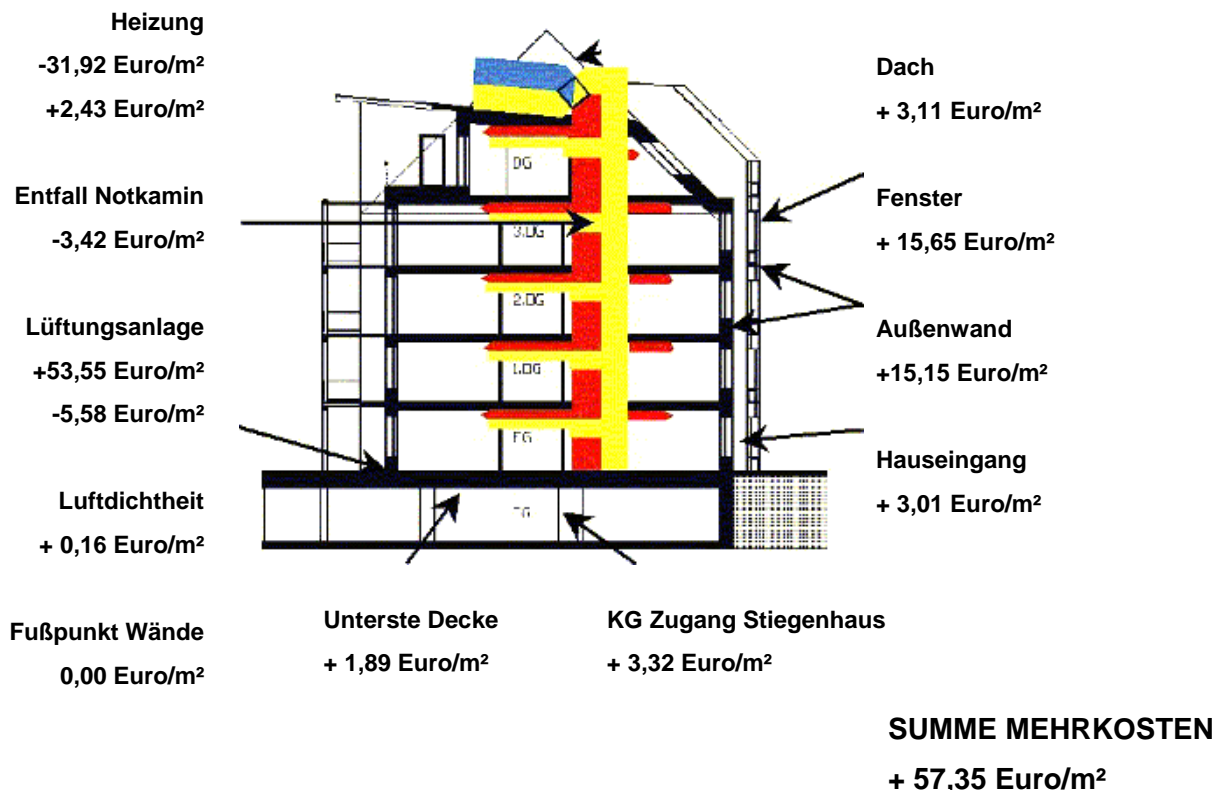 Heizung
-31,92 Euro/m²
+2,43 Euro/m²
Entfall Notkamin
-3,42 Euro/m²
Lüftungsanlage
+53,55 Euro/m²
-5,58 Euro/m²
Luftdichtheit
+ 0,16 Euro/m²
Fußpunkt Wände
0,00 Euro/m²
DG
3.OG
2.OG
1.OG
EG
Unterste Decke
+ 1,89 Euro/m²
KG Zugang Stiegenhaus
+ 3,32 Euro/m²
Dach
+ 3,11 Euro/m²
Fenster
+ 15,65 Euro/m²
Außenwand
+15,15 Euro/m²
Hauseingang
+ 3,01 Euro/m²
SUMME MEHRKOSTEN
+ 57,35 Euro/m²